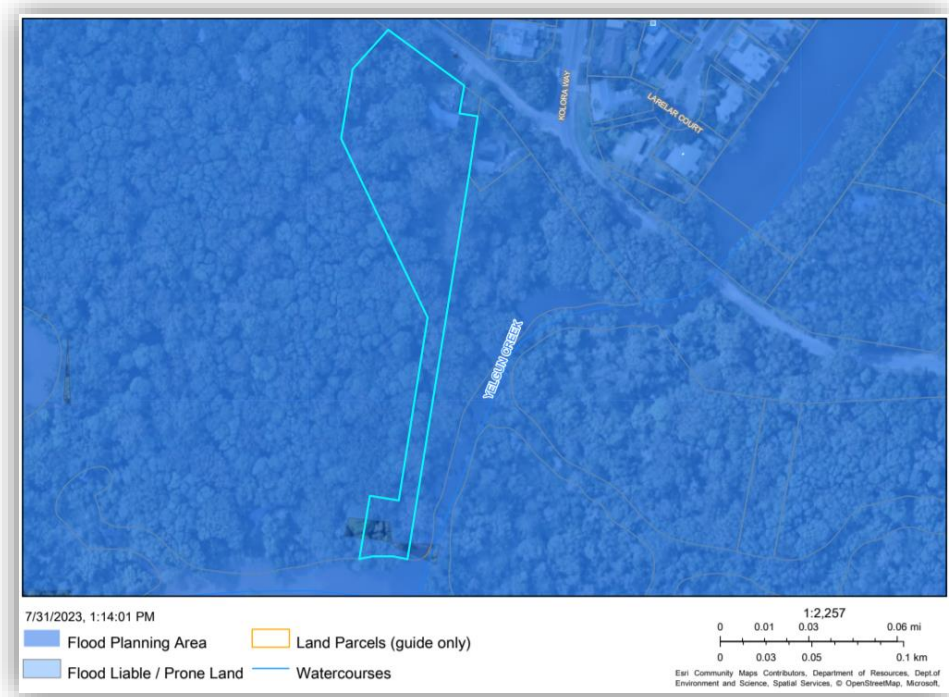 KOLORA WAY
LARELAR COURT
YELGUN CREEK
7/31/2023, 1:14:01 PM
Flood Planning Area
Land Parcels (guide only)
Flood Liable / Prone Land
Watercourses
1:2,257
0 0.01 0.03 0.06 mi
0 0.03 0.05 0.1 km
Esri Community Maps Contributors, Department of Resources, Dept.of
Environment and Science, Spatial Services, © OpenStreetMap, Microsoft,